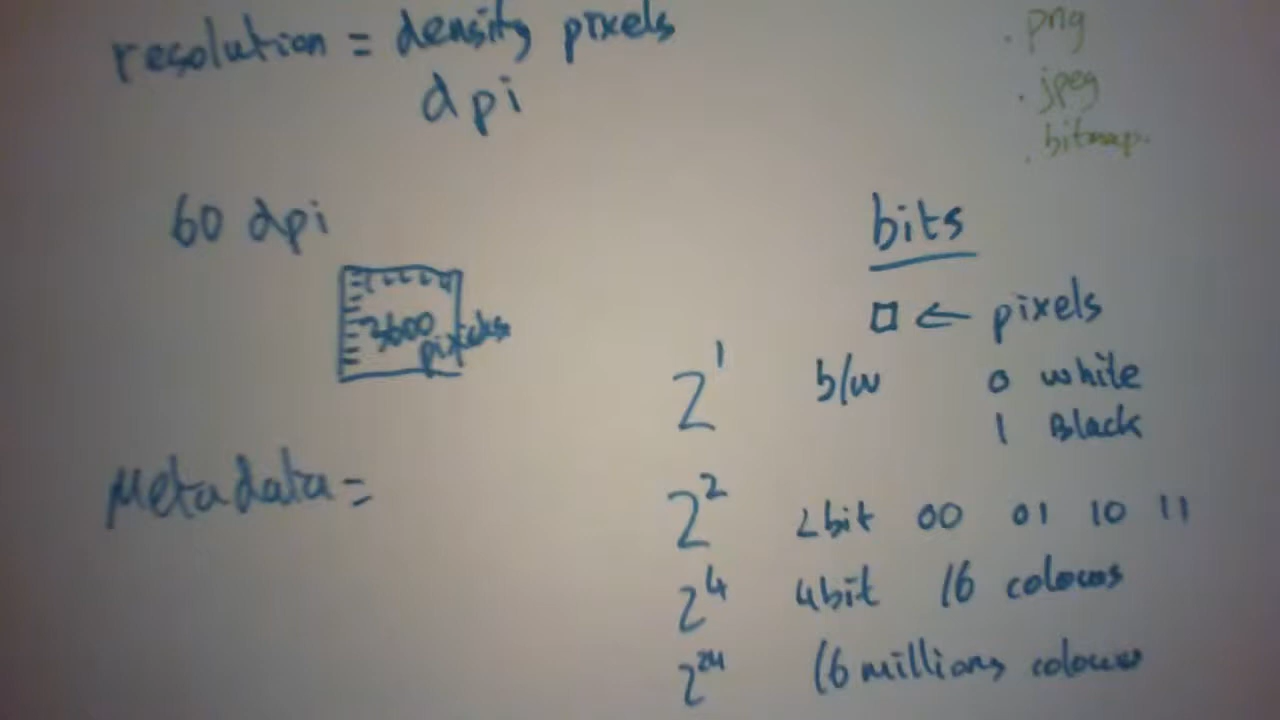 resolution = density pixels
dpi
. png
. jpeg
. bitmap.
60 dpi
3600
pixels
Metadata =
bits
□ ← pixels
2¹ b/w 0 white
1 Black
2² 2bit 00 01 10 11
2⁴ 4bit 16 colours
2²⁴ 16 millions colours